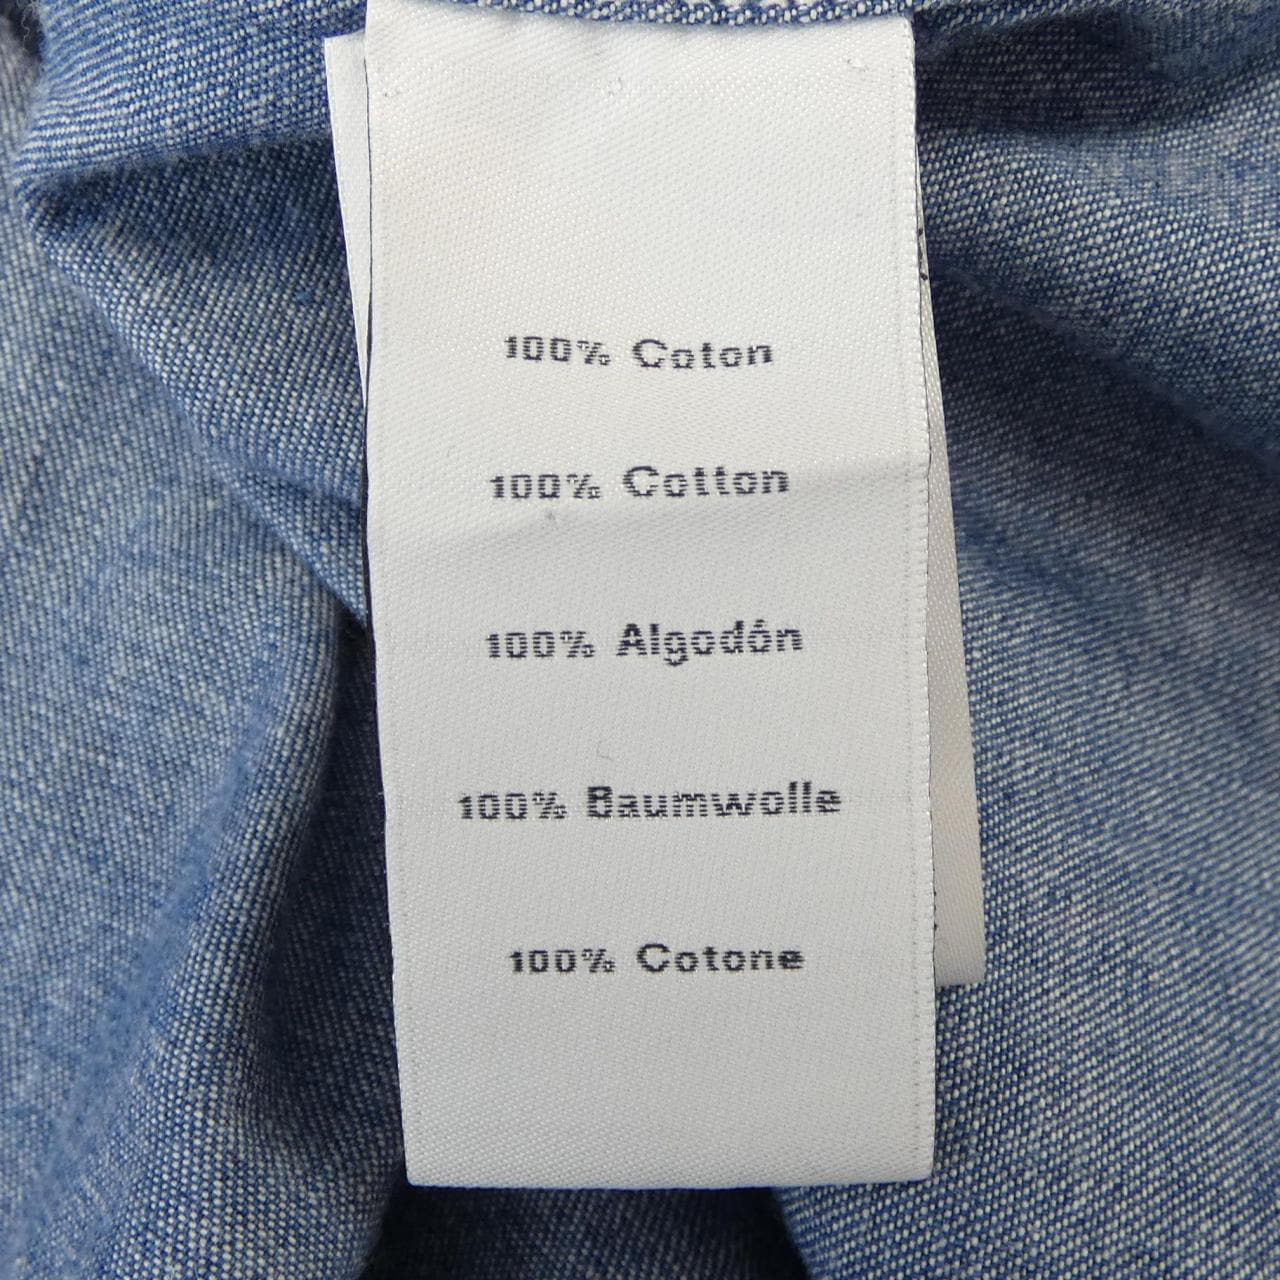 100% Coton
100% Cotton
100% Algodón
100% Baumwolle
100% Cotone